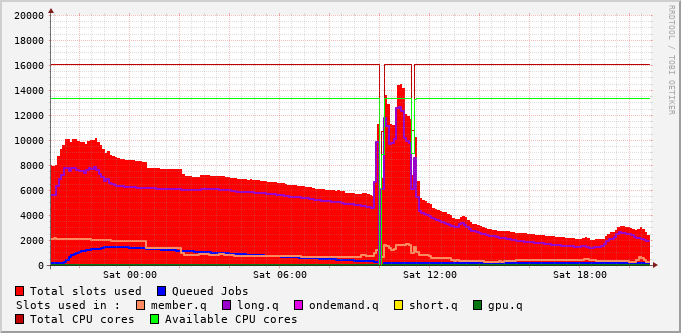 20000
18000
16000
14000
12000
10000
8000
6000
4000
2000
0
Sat 00:00 Sat 06:00 Sat 12:00 Sat 18:00
Total slots used Queued Jobs
Slots used in : member.q long.q ondemand.q short.q gpu.q
Total CPU cores Available CPU cores
RRDTOOL / TOBI OETIKER